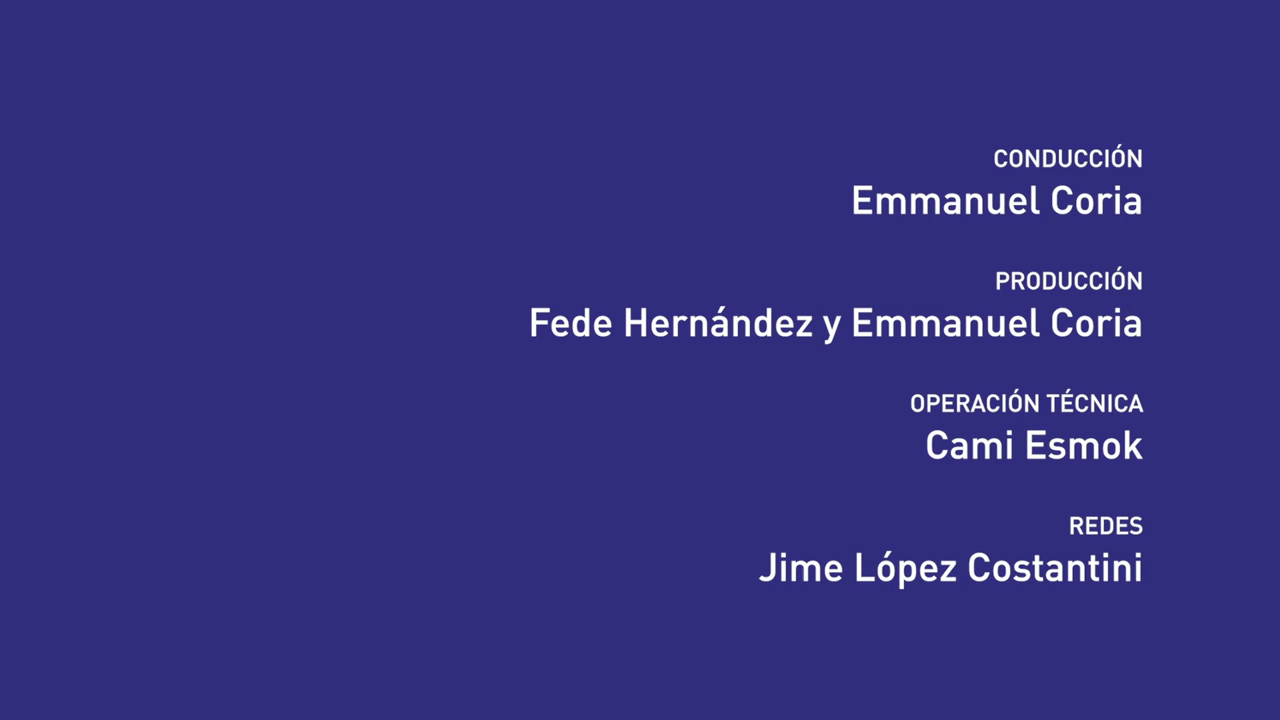 CONDUCCIÓN
Emmanuel Coria
PRODUCCIÓN
Fede Hernández y Emmanuel Coria
OPERACIÓN TÉCNICA
Cami Esmok
REDES
Jime López Costantini